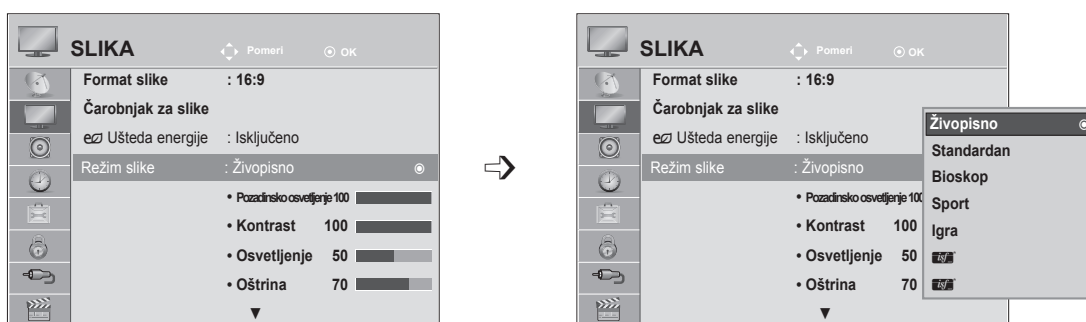 SLIKA Pomeri OK
Format slike : 16:9
Čarobnjak za slike
Ušteda energije : Isključeno
Režim slike : Živopisno
• Pozadinsko osvetljenje 100
• Kontrast 100
• Osvetljenje 50
• Oštrina 70
SLIKA Pomeri OK
Format slike : 16:9
Čarobnjak za slike
Ušteda energije : Isključeno
Režim slike : Živopisno
• Pozadinsko osvetljenje 100
• Kontrast 100
• Osvetljenje 50
• Oštrina 70
Živopisno
Standardan
Bioskop
Sport
Igra
isf
isf